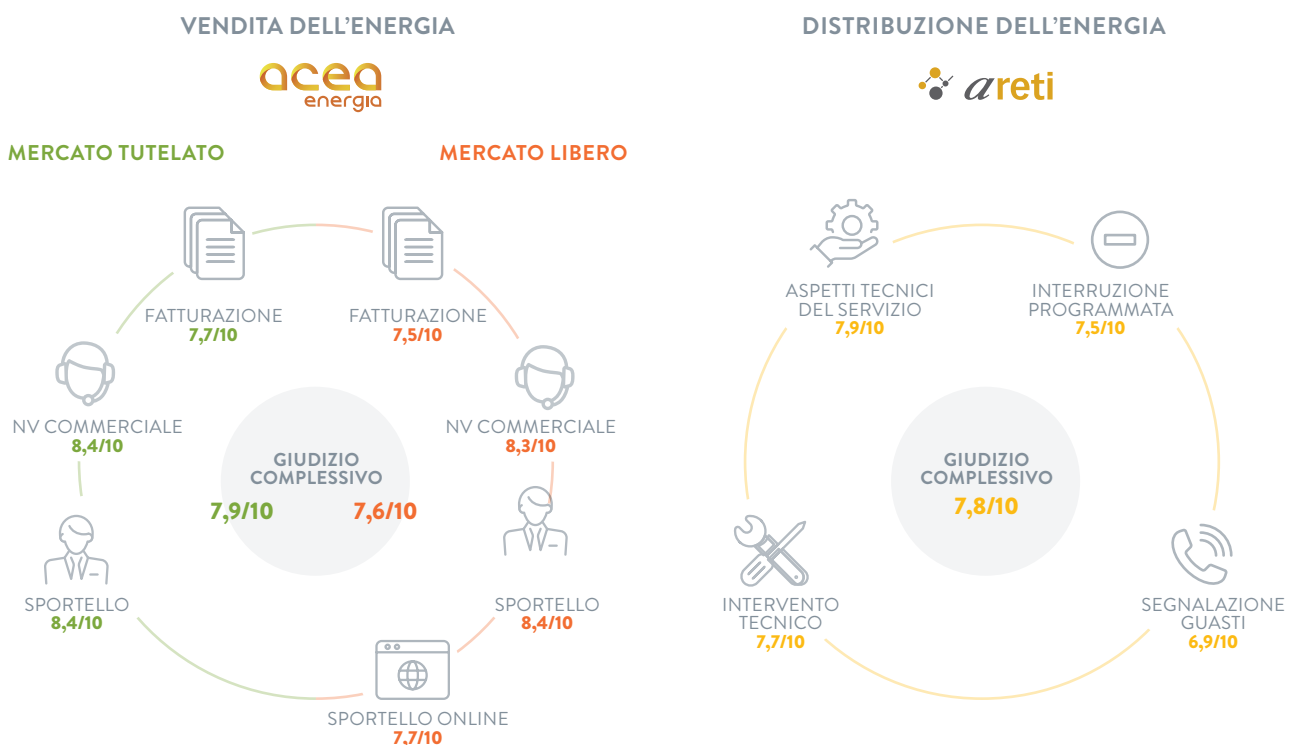 VENDITA DELL'ENERGIA
acea
energia
MERCATO TUTELATO
MERCATO LIBERO
FATTURAZIONE
7,7/10
FATTURAZIONE
7,5/10
NV COMMERCIALE
8,4/10
NV COMMERCIALE
8,3/10
GIUDIZIO
COMPLESSIVO
7,9/10
7,6/10
SPORTELLO
8,4/10
SPORTELLO
8,4/10
SPORTELLO ONLINE
7,7/10
DISTRIBUZIONE DELL'ENERGIA
areti
ASPETTI TECNICI
DEL SERVIZIO
7,9/10
INTERRUZIONE
PROGRAMMATA
7,5/10
GIUDIZIO
COMPLESSIVO
7,8/10
INTERVENTO
TECNICO
7,7/10
SEGNALAZIONE
GUASTI
6,9/10